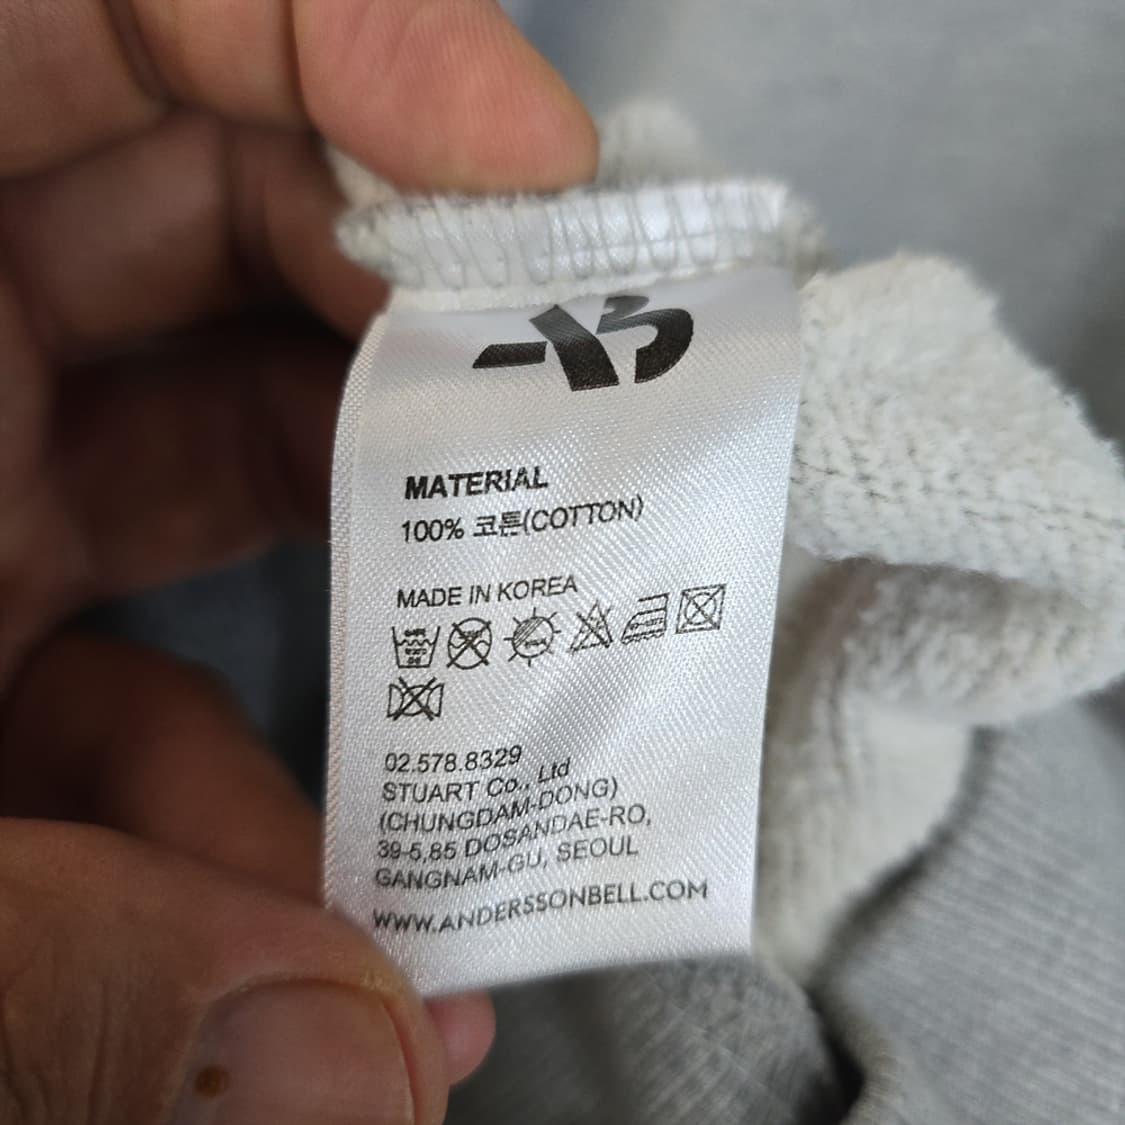 MATERIAL
100% 코튼(COTTON)
MADE IN KOREA
02.578.8329
STUART Co., Ltd
(CHUNGDAM-DONG)
39-5,85 DOSANDAE-RO,
GANGNAM-GU, SEOUL
WWW.ANDERSSONBELL.COM